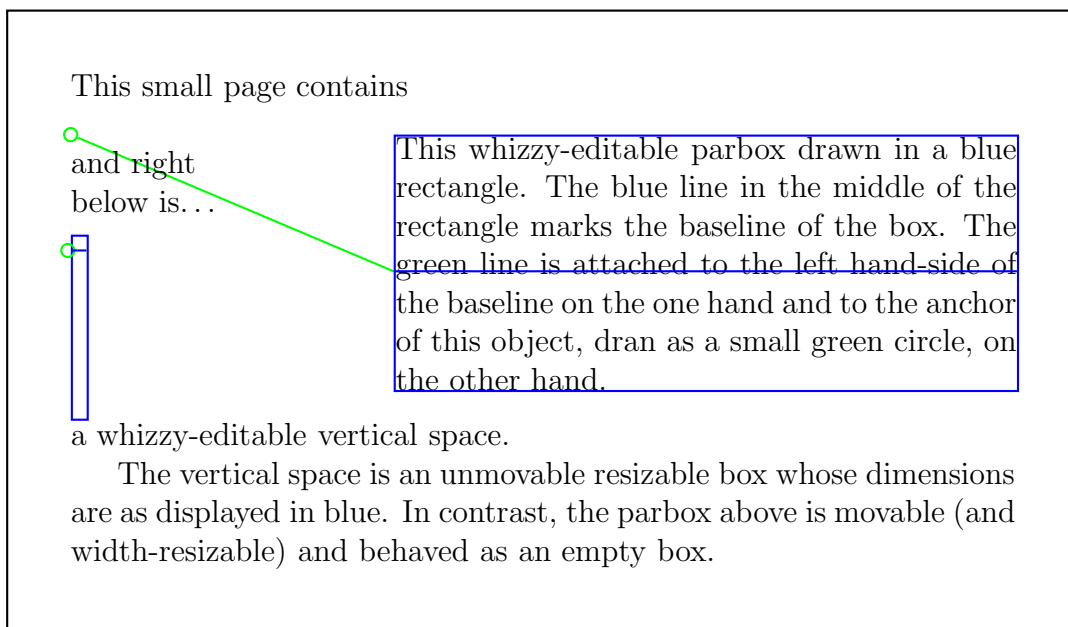 This small page contains
This whizzy-editable parbox drawn in a blue
rectangle. The blue line in the middle of the
rectangle marks the baseline of the box. The
green line is attached to the left hand-side of
the baseline on the one hand and to the anchor
of this object, dran as a small green circle, on
the other hand.
and right
below is...
a whizzy-editable vertical space.
The vertical space is an unmovable resizable box whose dimensions
are as displayed in blue. In contrast, the parbox above is movable (and
width-resizable) and behaved as an empty box.